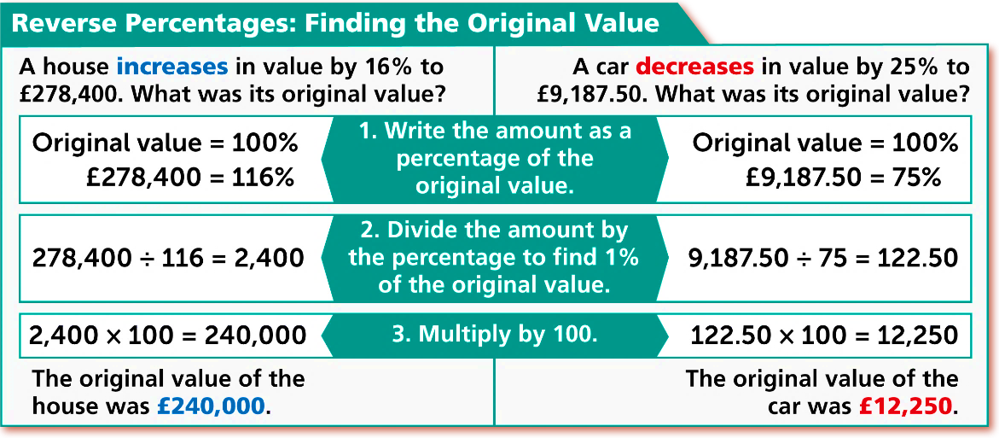 Reverse Percentages: Finding the Original Value
A house increases in value by 16% to
£278,400. What was its original value?
A car decreases in value by 25% to
£9,187.50. What was its original value?
Original value = 100%
£278,400 = 116%
1. Write the amount as a
percentage of the
original value.
Original value = 100%
£9,187.50 = 75%
278,400 ÷ 116 = 2,400
2. Divide the amount by
the percentage to find 1%
of the original value.
9,187.50 ÷ 75 = 122.50
2,400 × 100 = 240,000
3. Multiply by 100.
122.50 × 100 = 12,250
The original value of the
house was £240,000.
The original value of the
car was £12,250.